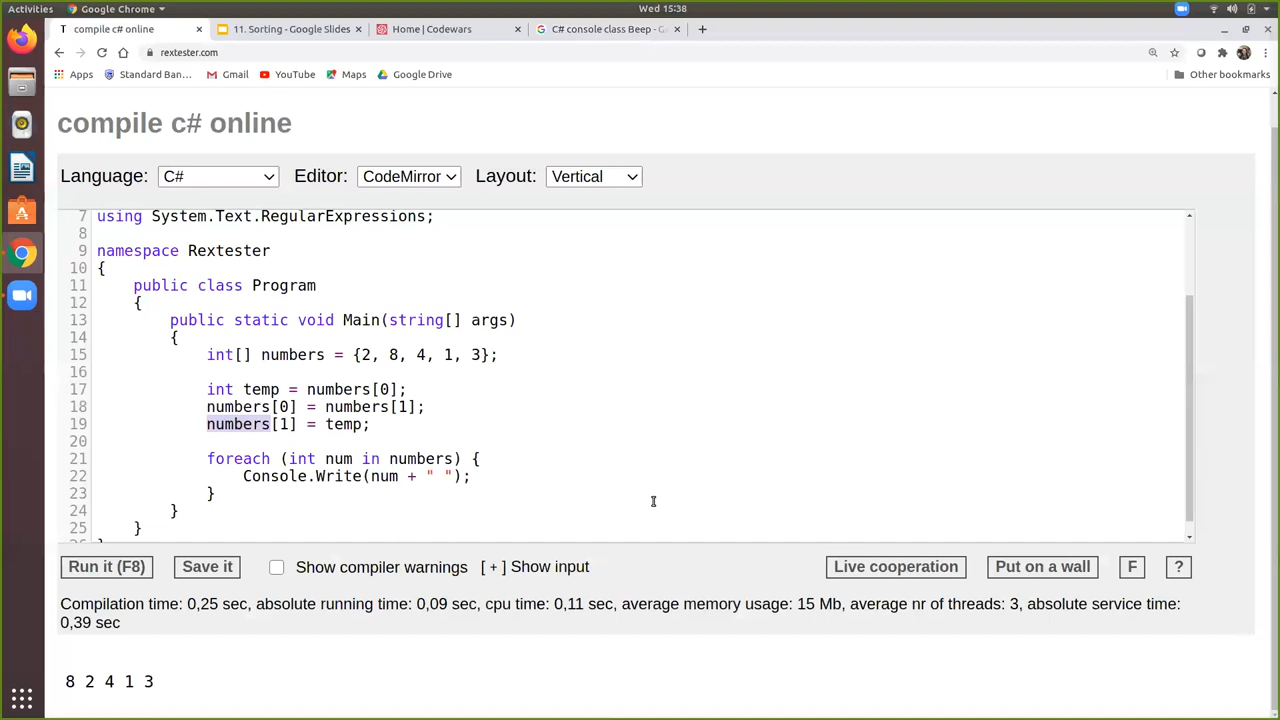 Activities Google Chrome Wed 15:38
T compile c# online 11. Sorting - Google Slides Home | Codewars C# console class Beep - G
rextester.com
Apps Standard Ban... Gmail YouTube Maps Google Drive Other bookmarks
compile c# online
Language: C# Editor: CodeMirror Layout: Vertical
7 using System.Text.RegularExpressions;
8
9 namespace Rextester
10 {
11 public class Program
12 {
13 public static void Main(string[] args)
14 {
15 int[] numbers = {2, 8, 4, 1, 3};
16
17 int temp = numbers[0];
18 numbers[0] = numbers[1];
19 numbers[1] = temp;
20
21 foreach (int num in numbers) {
22 Console.Write(num + " ");
23 }
24 }
25 }
26 }
Run it (F8) Save it Show compiler warnings [ + ] Show input Live cooperation Put on a wall F ?
Compilation time: 0,25 sec, absolute running time: 0,09 sec, cpu time: 0,11 sec, average memory usage: 15 Mb, average nr of threads: 3, absolute service time:
0,39 sec
8 2 4 1 3